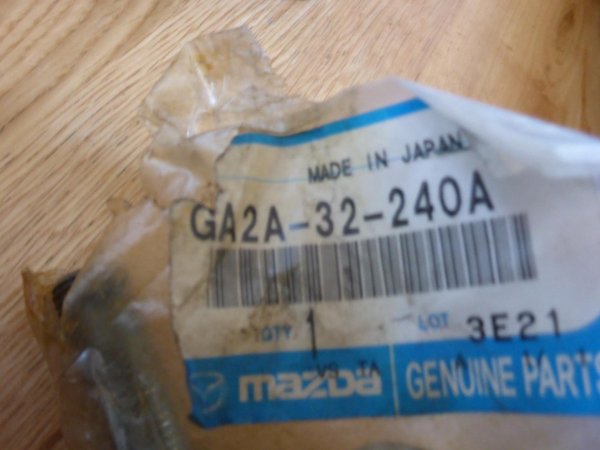 MADE IN JAPAN
GA2A-32-240A
QTY 1 LOT 3E21
mazda GENUINE PARTS